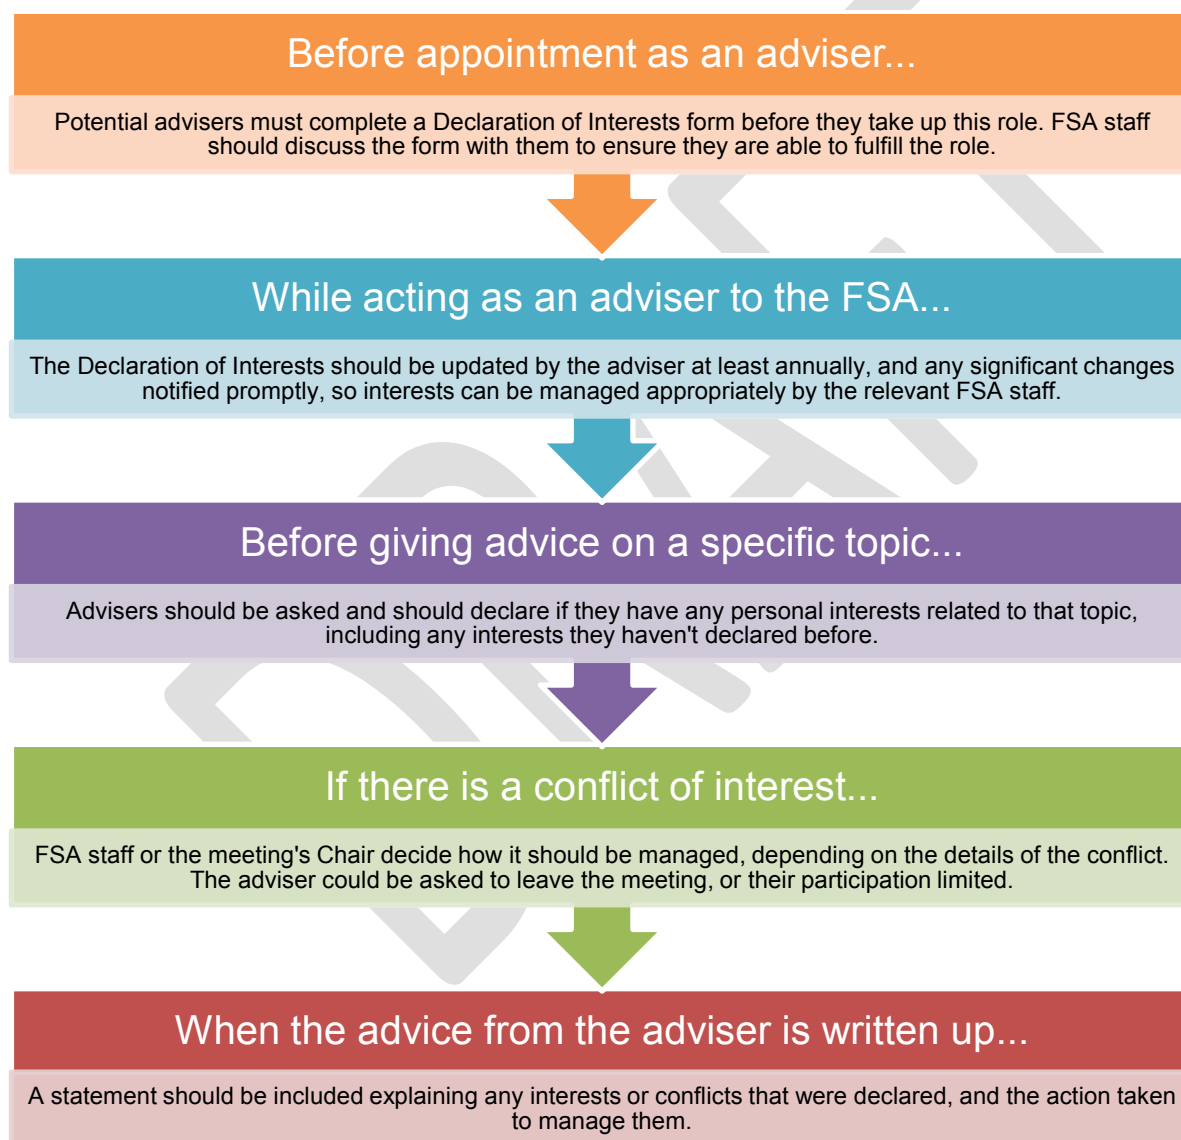 Before appointment as an adviser...
Potential advisers must complete a Declaration of Interests form before they take up this role. FSA staff
should discuss the form with them to ensure they are able to fulfill the role.
While acting as an adviser to the FSA...
The Declaration of Interests should be updated by the adviser at least annually, and any significant changes
notified promptly, so interests can be managed appropriately by the relevant FSA staff.
Before giving advice on a specific topic...
Advisers should be asked and should declare if they have any personal interests related to that topic,
including any interests they haven't declared before.
If there is a conflict of interest...
FSA staff or the meeting's Chair decide how it should be managed, depending on the details of the conflict.
The adviser could be asked to leave the meeting, or their participation limited.
When the advice from the adviser is written up...
A statement should be included explaining any interests or conflicts that were declared, and the action taken
to manage them.
DRAFT